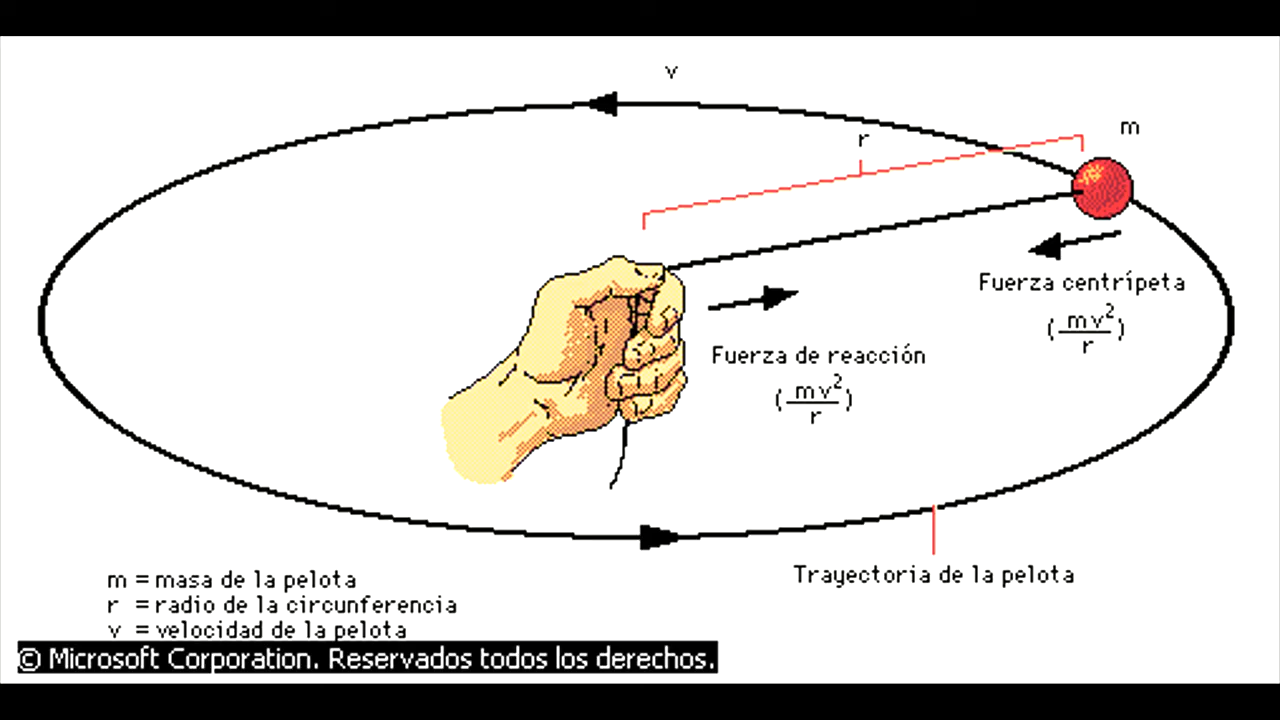 v
r
m
Fuerza centrípeta
(mv²/r)
Fuerza de reacción
(mv²/r)
Trayectoria de la pelota
m = masa de la pelota
r = radio de la circunferencia
v = velocidad de la pelota
© Microsoft Corporation. Reservados todos los derechos.